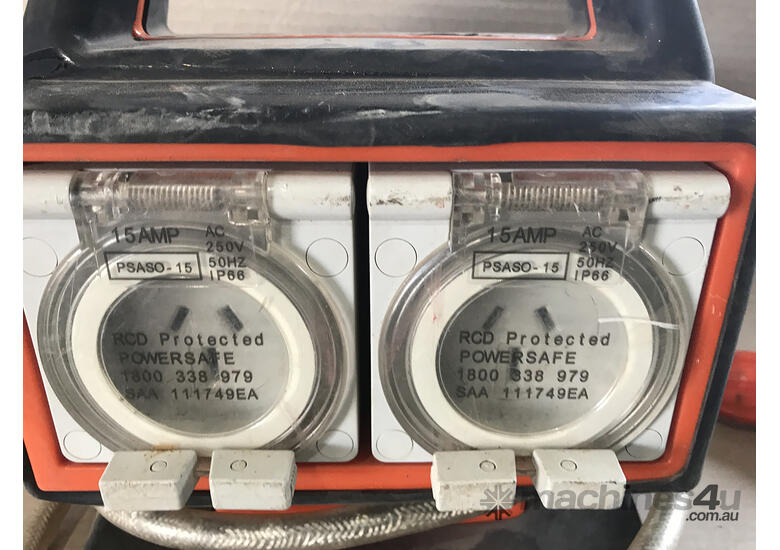 15AMP
AC
250V
50HZ
IP66
PSASO-15
RCD Protected
POWERSAFE
1800 338 979
SAA 111749EA
15AMP
AC
250V
50HZ
IP66
PSASO-15
RCD Protected
POWERSAFE
1800 338 979
SAA 111749EA
machines4u
.com.au